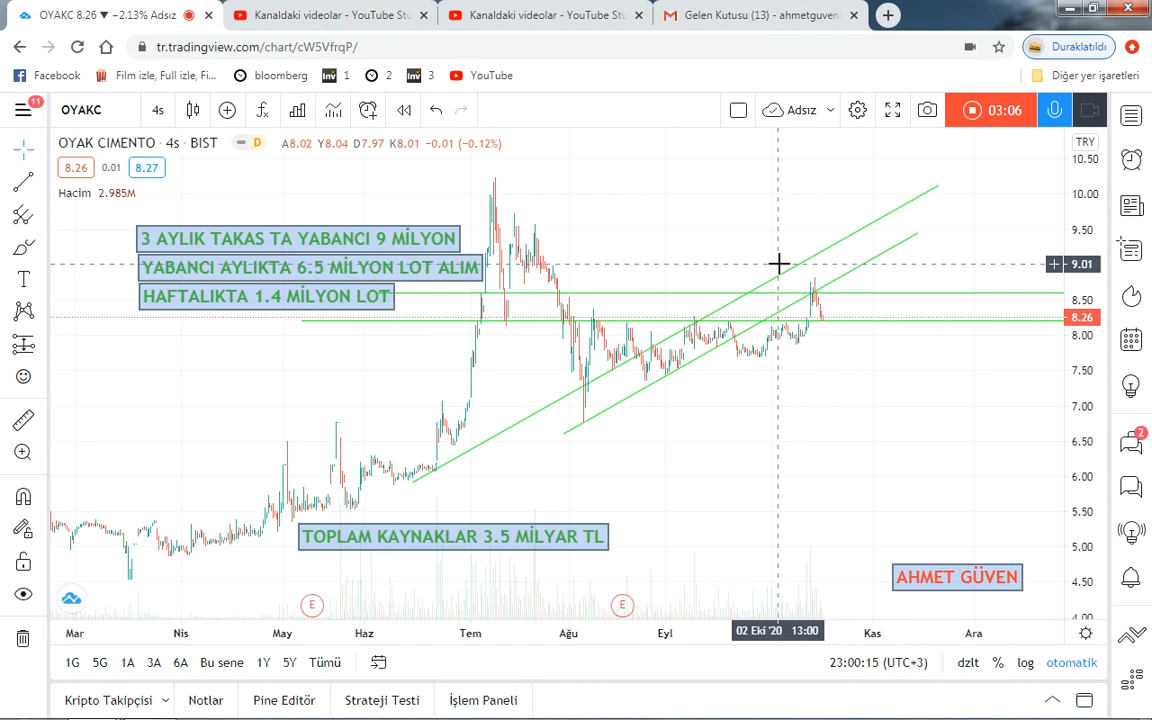 OYAKC 8.26 ▼ −2.13% Adsız
Kanaldaki videolar - YouTube Stu
Kanaldaki videolar - YouTube Stu
Gelen Kutusu (13) - ahmetguven
tr.tradingview.com/chart/cW5VfrqP/
Duraklatıldı
Facebook
Film izle, Full izle, Fi...
bloomberg
1
2
3
YouTube
Diğer yer işaretleri
11
OYAKC
4s
Adsız
03:06
OYAK CIMENTO · 4s · BIST
D
A8.02 Y8.04 D7.97 K8.01 −0.01 (−0.12%)
TRY
8.26
0.01
8.27
Hacim 2.985M
10.50
10.00
9.50
9.01
8.50
8.26
8.00
7.50
7.00
6.50
6.00
5.50
5.00
4.50
4.00
3 AYLIK TAKAS TA YABANCI 9 MİLYON
YABANCI AYLIKTA 6.5 MİLYON LOT ALIM
HAFTALIKTA 1.4 MİLYON LOT
TOPLAM KAYNAKLAR 3.5 MİLYAR TL
AHMET GÜVEN
2
E
E
Mar
Nis
May
Haz
Tem
Ağu
Eyl
02 Eki '20 13:00
Kas
Ara
1G 5G 1A 3A 6A Bu sene 1Y 5Y Tümü
23:00:15 (UTC+3)
dzlt % log otomatik
Kripto Takipçisi
Notlar
Pine Editör
Strateji Testi
İşlem Paneli